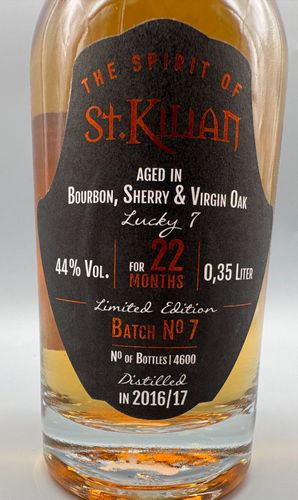 THE SPIRIT OF
St. KILIAN
AGED IN
BOURBON, SHERRY & VIRGIN OAK
Lucky 7
44% VOL.
FOR 22
MONTHS
0,35 LITER
Limited Edition
BATCH Nº 7
Nº OF BOTTLES | 4600
Distilled
IN 2016/17